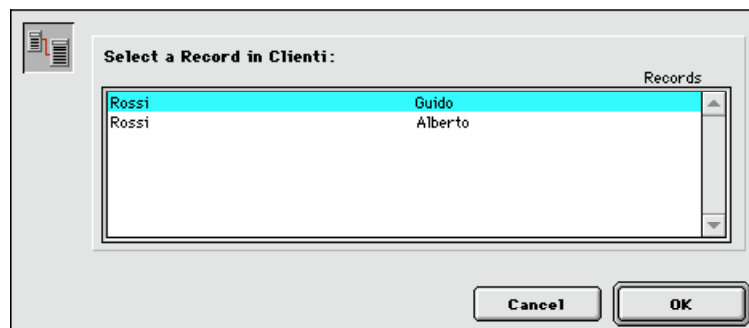 Select a Record in Clienti:
Records
Rossi Guido
Rossi Alberto
Cancel OK